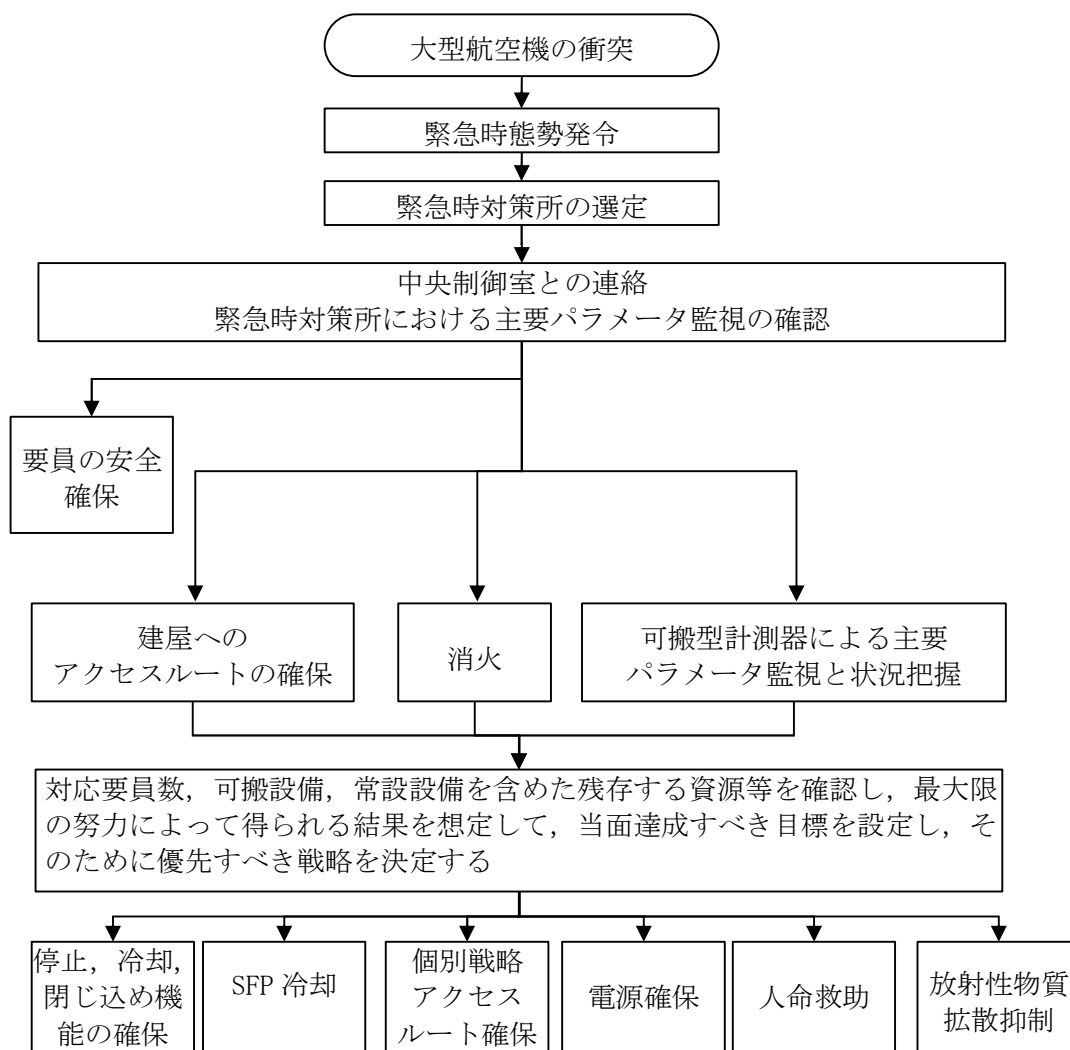 大型航空機の衝突
緊急時態勢発令
緊急時対策所の選定
中央制御室との連絡
緊急時対策所における主要パラメータ監視の確認
要員の安全
確保
建屋への
アクセスルートの確保
消火
可搬型計測器による主要
パラメータ監視と状況把握
対応要員数，可搬設備，常設設備を含めた残存する資源等を確認し，最大限
の努力によって得られる結果を想定して，当面達成すべき目標を設定し，そ
のために優先すべき戦略を決定する
停止，冷却，
閉じ込め機
能の確保
SFP 冷却
個別戦略
アクセス
ルート確保
電源確保
人命救助
放射性物質
拡散抑制